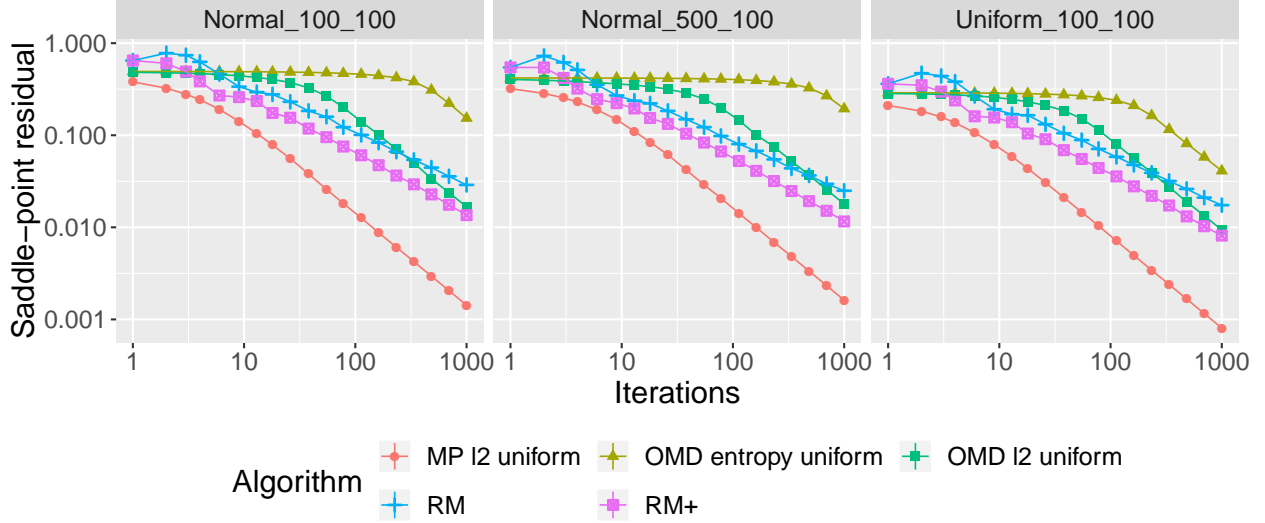 Normal_100_100 Normal_500_100 Uniform_100_100
Saddle−point residual
1.000
0.100
0.010
0.001
1 10 100 1000 1 10 100 1000 1 10 100 1000
Iterations
Algorithm
MP l2 uniform OMD entropy uniform OMD l2 uniform
RM RM+